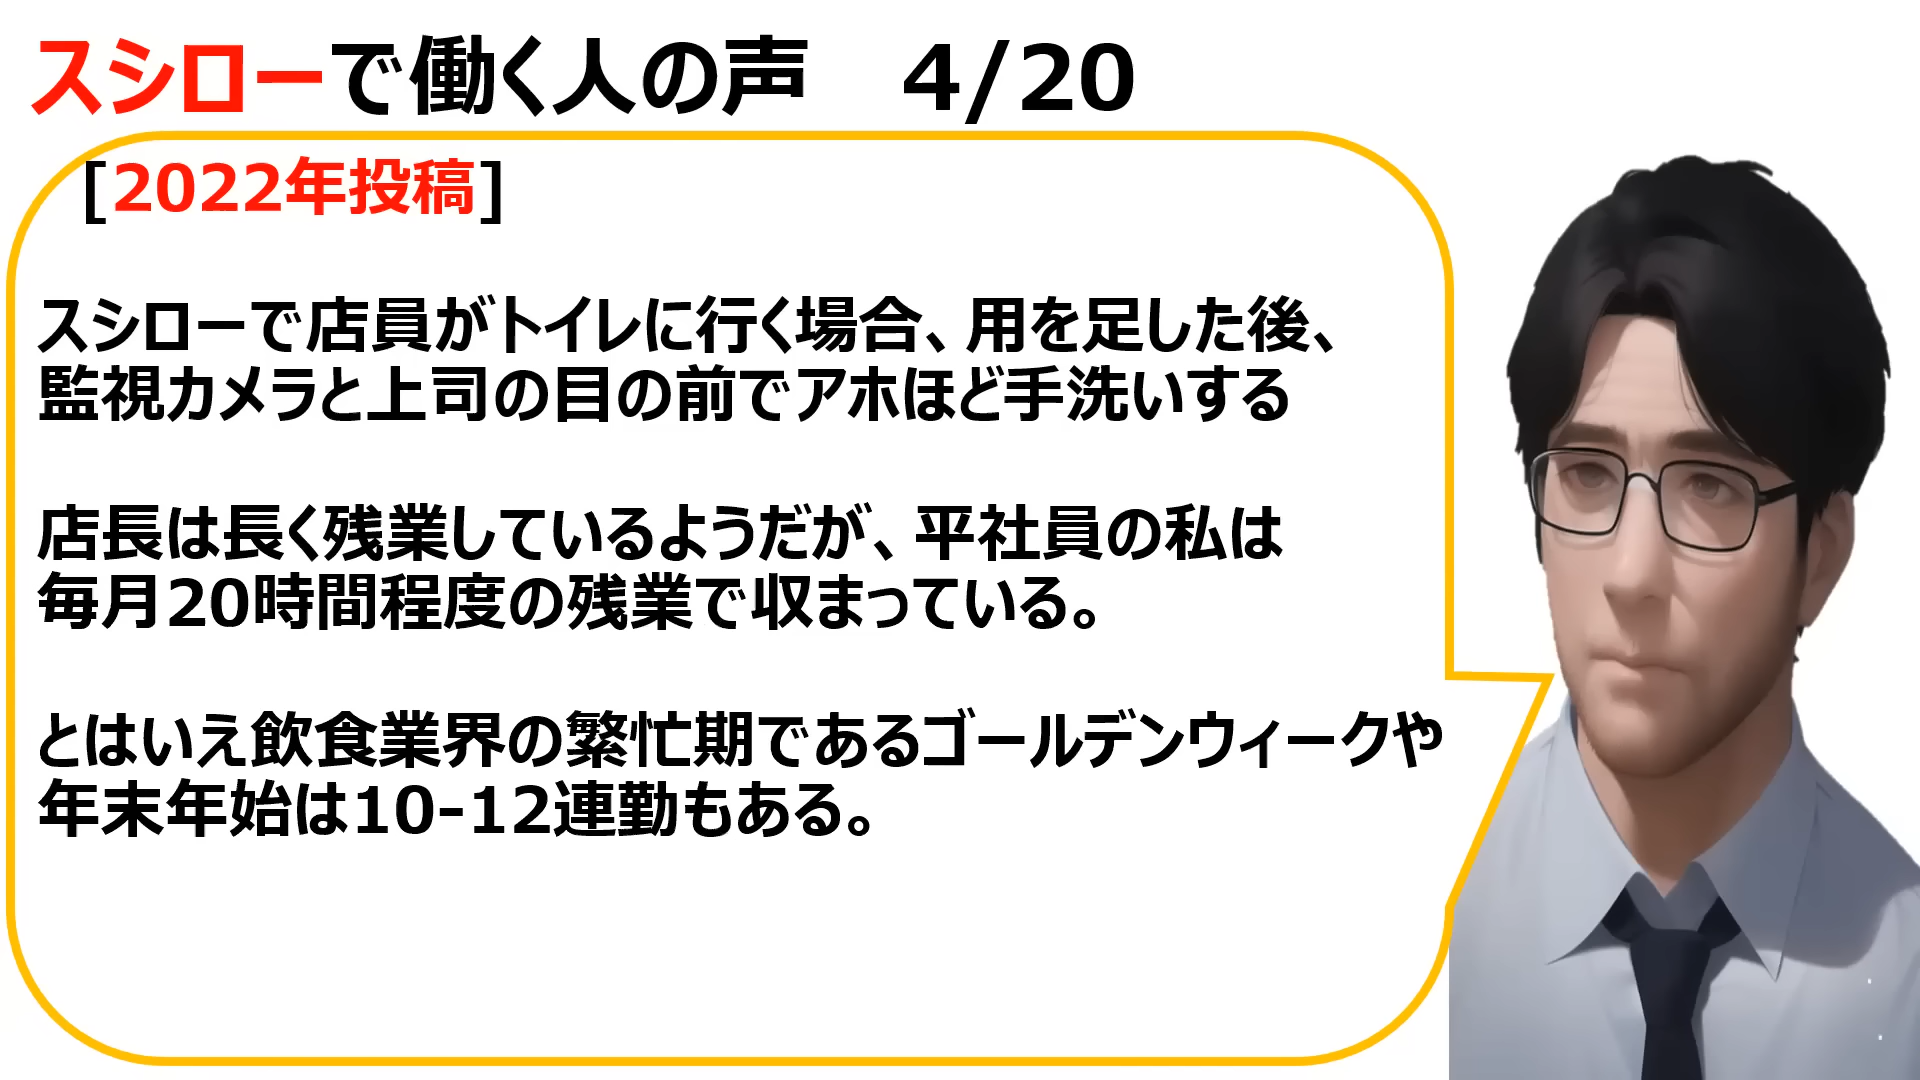 スシローで働く人の声　4/20
[2022年投稿]
スシローで店員がトイレに行く場合、用を足した後、
監視カメラと上司の目の前でアホほど手洗いする
店長は長く残業しているようだが、平社員の私は
毎月20時間程度の残業で収まっている。
とはいえ飲食業界の繁忙期であるゴールデンウィークや
年末年始は10-12連勤もある。